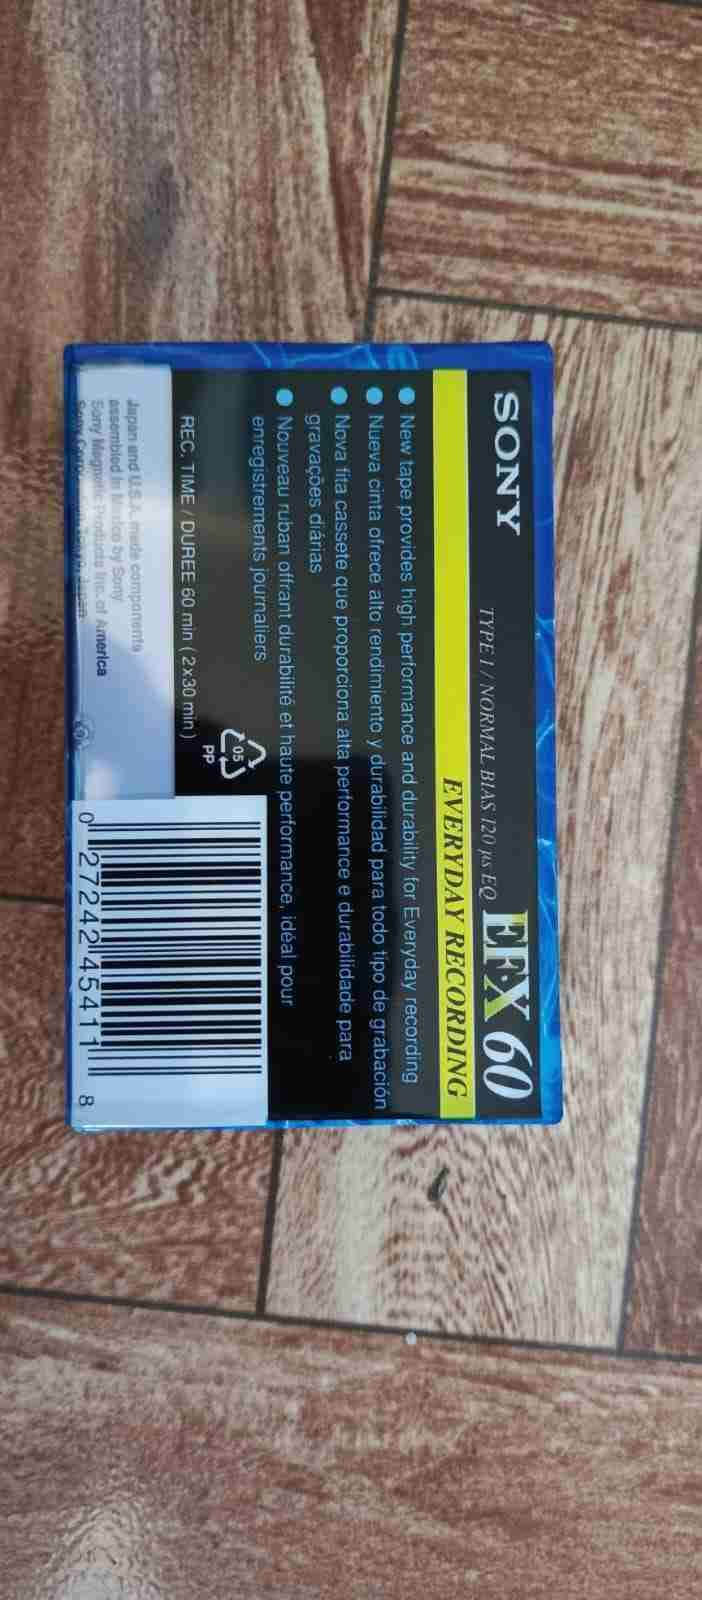 SONY
TYPE I / NORMAL BIAS 120 µs EQ
EFX 60
EVERYDAY RECORDING
● New tape provides high performance and durability for Everyday recording
● Nueva cinta ofrece alto rendimiento y durabilidad para todo tipo de grabación
● Nova fita cassete que proporciona alta performance e durabilidade para
gravações diárias
● Nouveau ruban offrant durabilité et haute performance, idéal pour
enregistrements journaliers
05
PP
REC. TIME / DUREE 60 min ( 2x30 min )
Japan and U.S.A. made components
assembled in Mexico by Sony
Sony Magnetic Products Inc. of America
Sony Corporation Tokyo, Japan
0 27242 45411 8